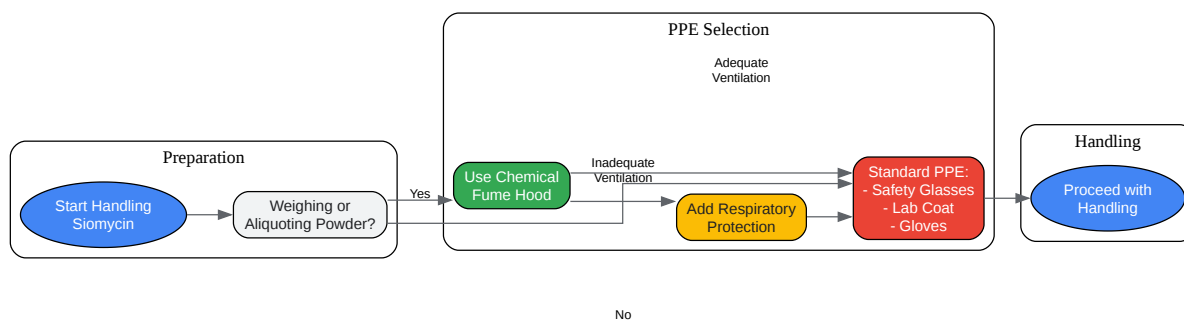 PPE Selection
Adequate
Ventilation
Preparation
Handling
Start Handling
Siomycin
Weighing or
Aliquoting Powder?
Yes
Use Chemical
Fume Hood
Inadequate
Ventilation
Add Respiratory
Protection
Standard PPE:
- Safety Glasses
- Lab Coat
- Gloves
Proceed with
Handling
No